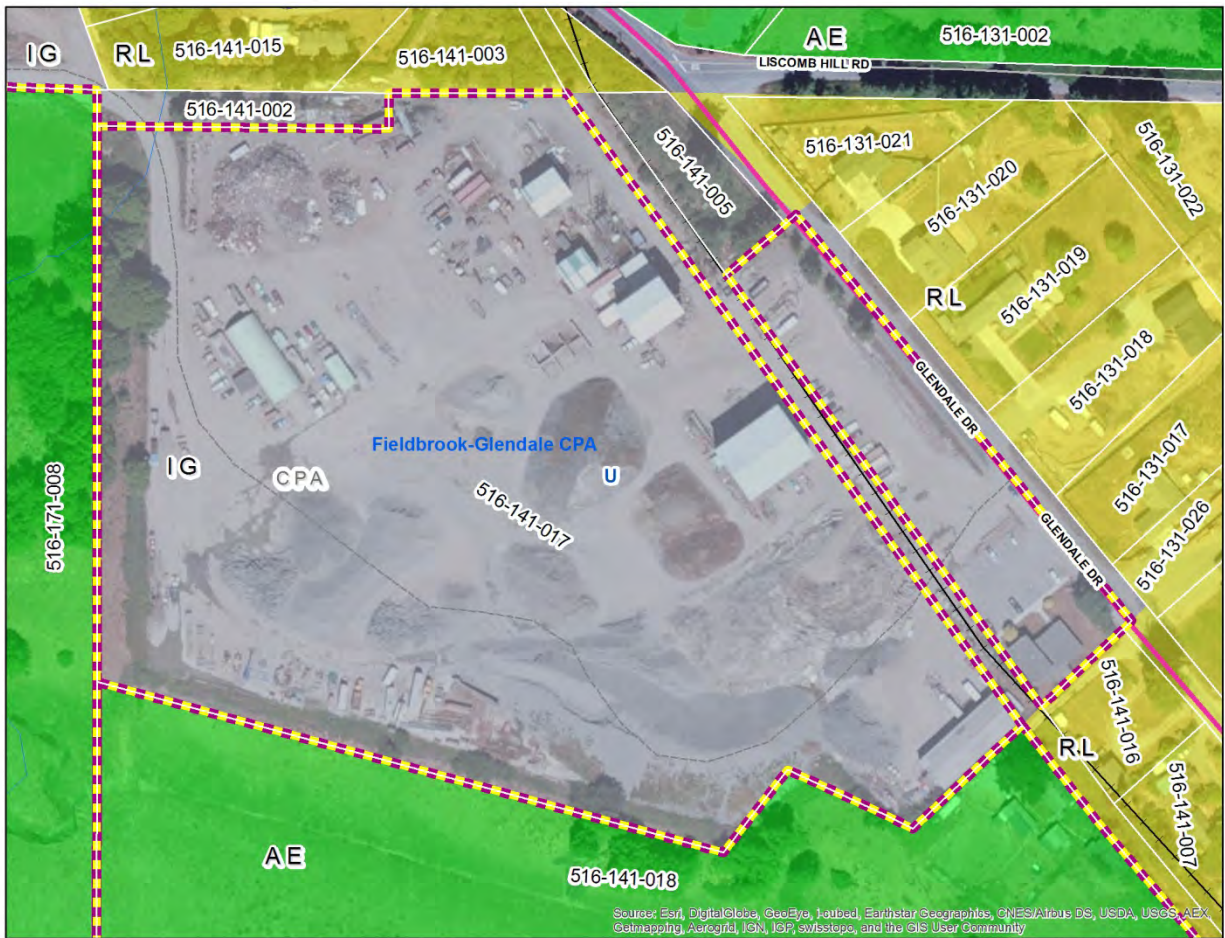 IG
RL
516-141-015
516-141-003
AE
516-131-002
LISCOMB HILL RD
516-141-002
516-141-005
516-131-021
516-131-020
516-131-022
516-131-019
RL
516-131-018
GLENDALE DR
516-131-017
516-131-026
GLENDALE DR
Fieldbrook-Glendale CPA
U
IG
CPA
516-141-017
516-171-008
RL
516-141-016
516-141-007
AE
516-141-018
Source: Esri, DigitalGlobe, GeoEye, i-cubed, Earthstar Geographics, CNES/Airbus DS, USDA, USGS, AEX,
Getmapping, Aerogrid, IGN, IGP, swisstopo, and the GIS User Community